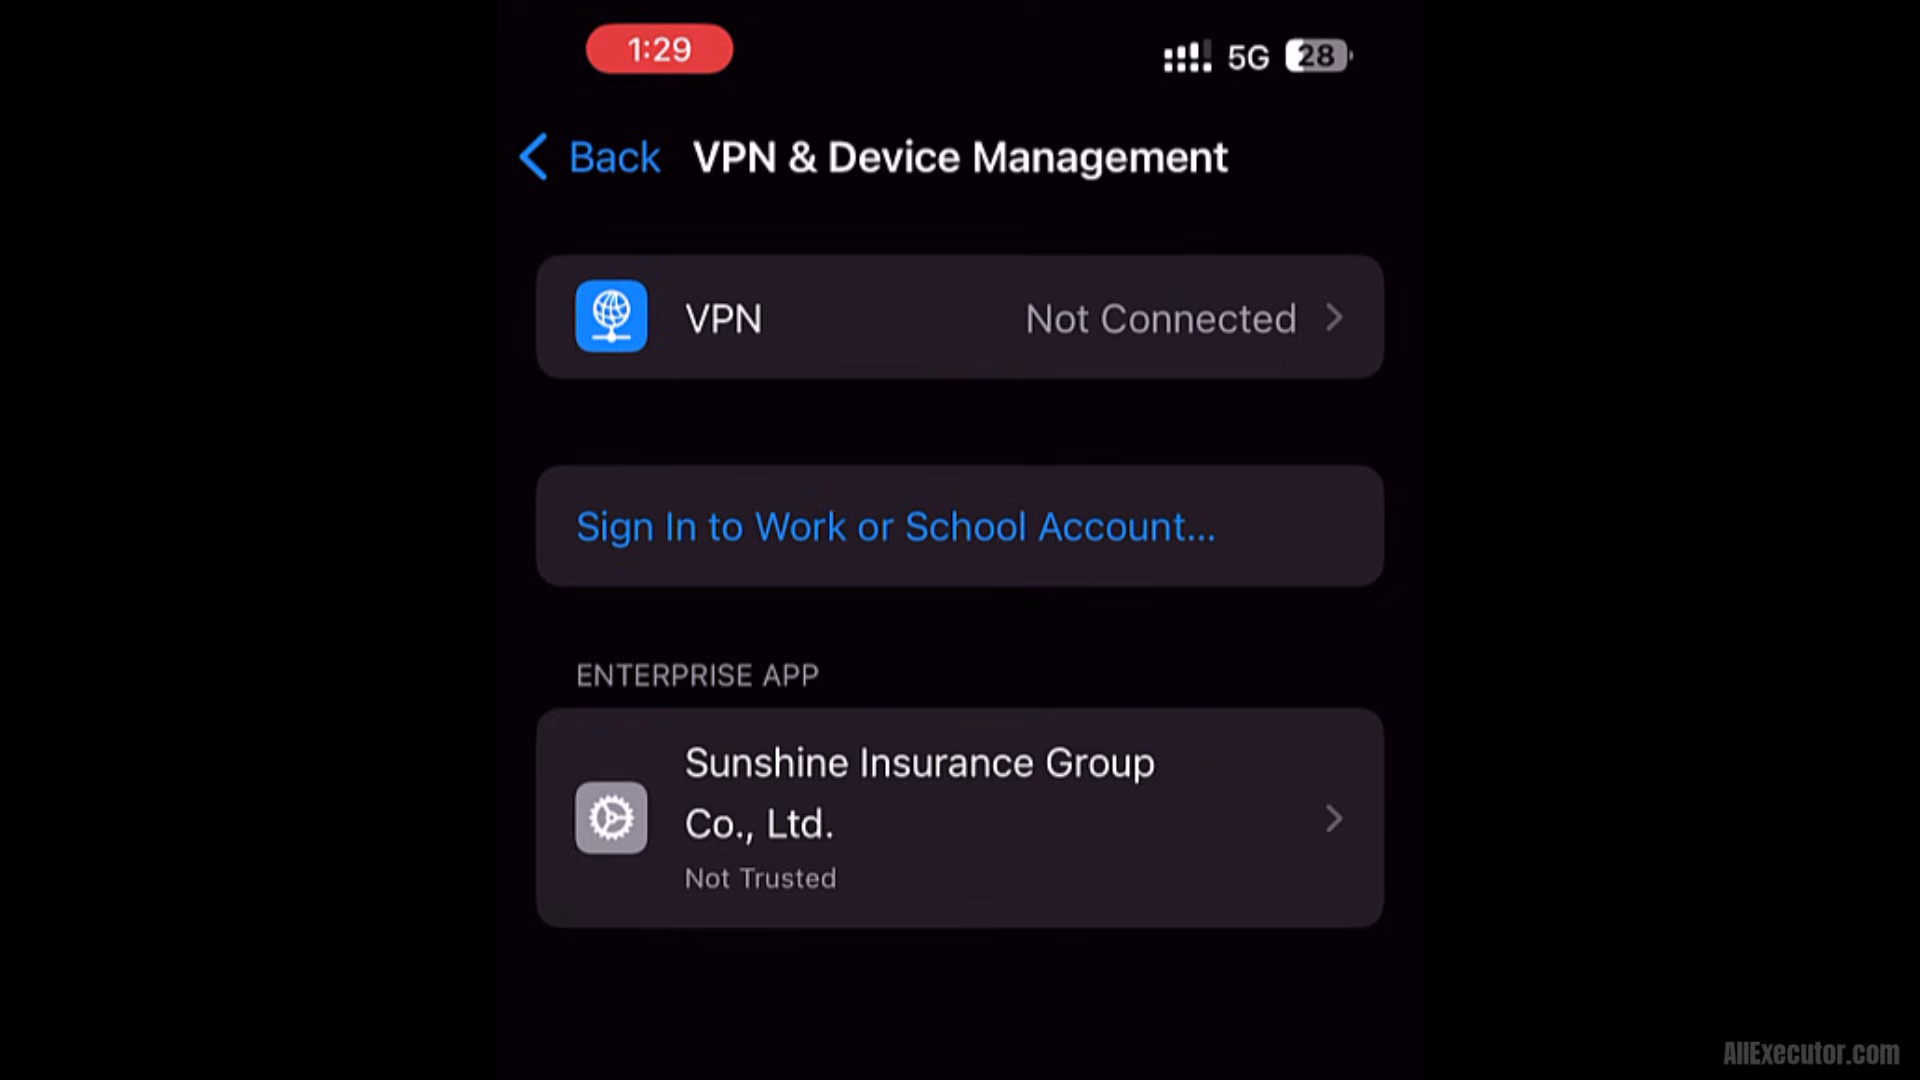 1:29
5G 28
Back VPN & Device Management
VPN Not Connected
Sign In to Work or School Account...
ENTERPRISE APP
Sunshine Insurance Group
Co., Ltd.
Not Trusted
AllExecutor.com